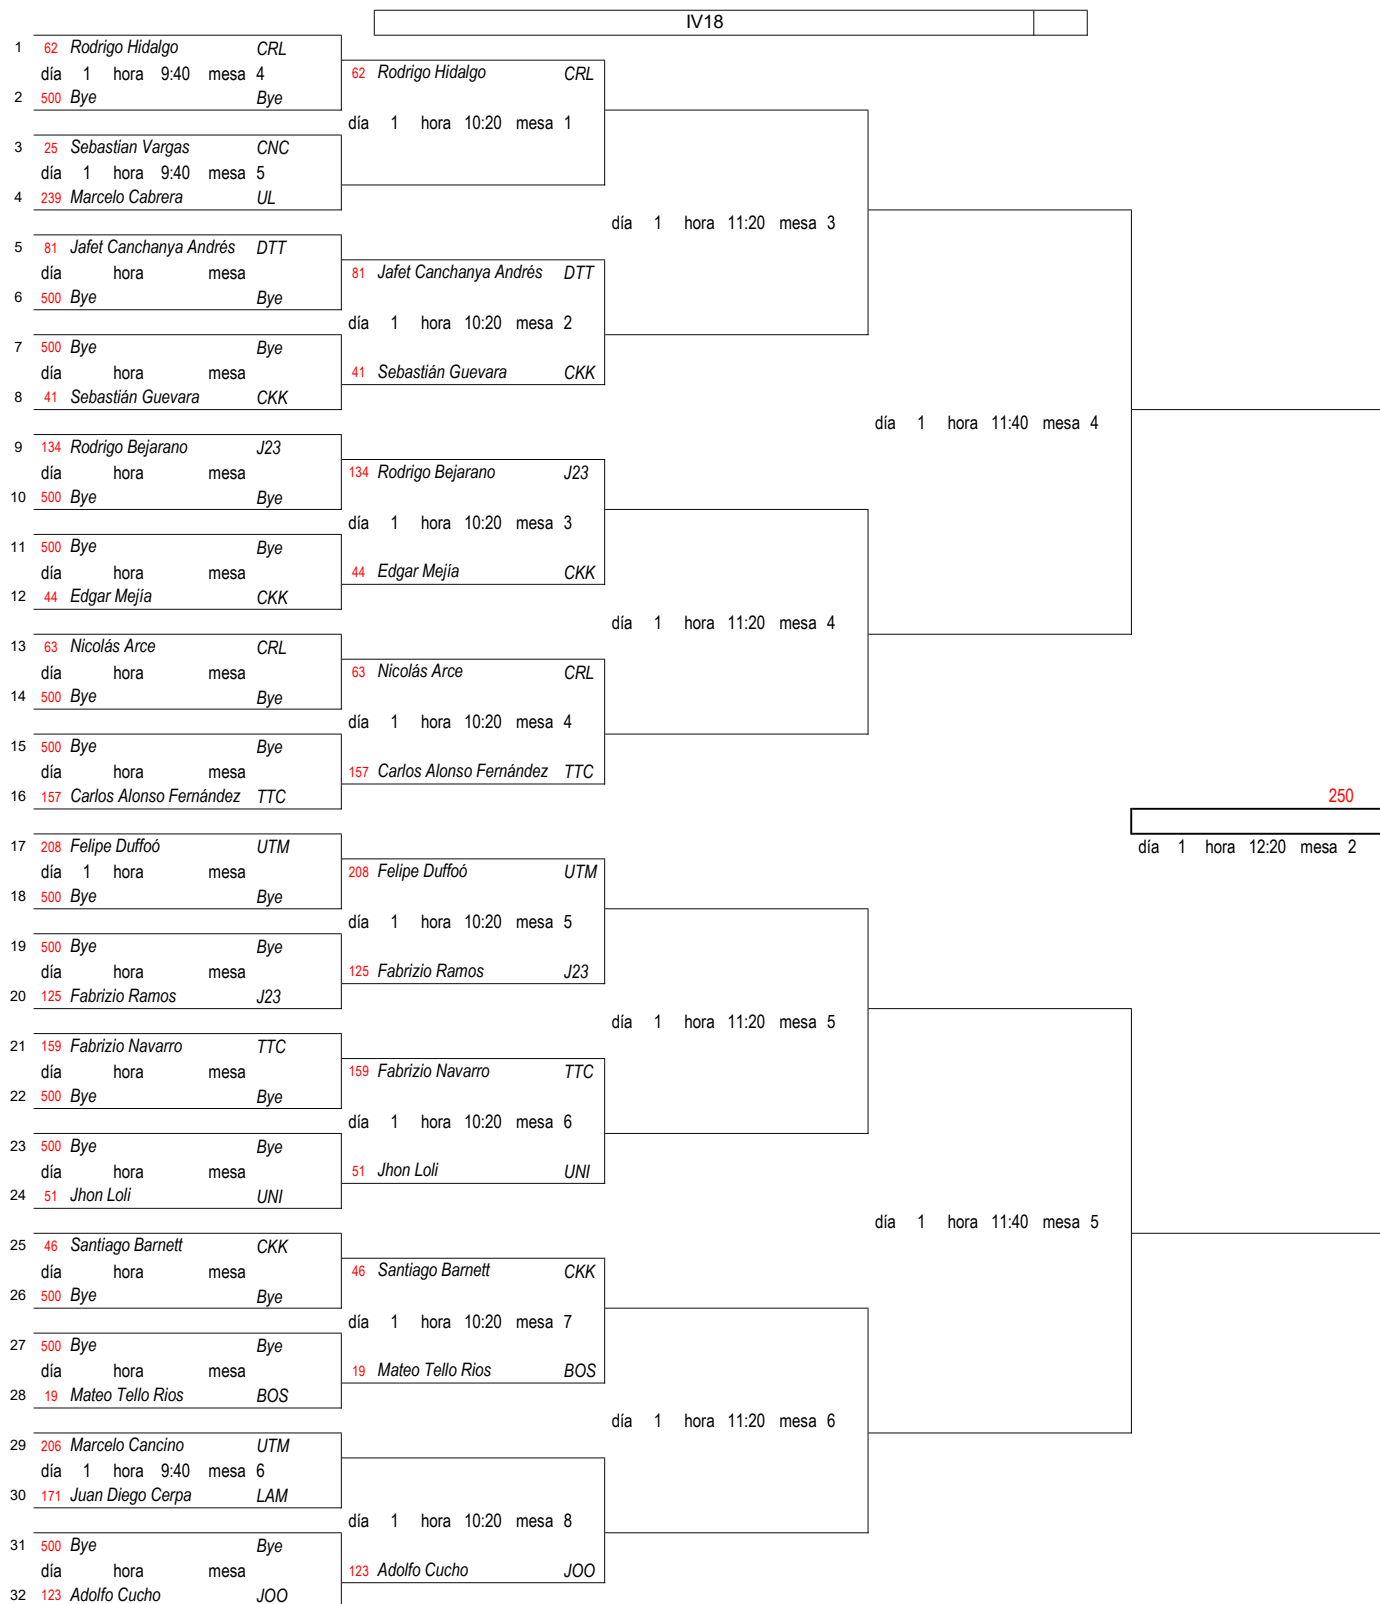 IV18
1 62 Rodrigo Hidalgo CRL
día 1 hora 9:40 mesa 4
62 Rodrigo Hidalgo CRL
2 500 Bye Bye
día 1 hora 10:20 mesa 1
3 25 Sebastian Vargas CNC
día 1 hora 9:40 mesa 5
4 239 Marcelo Cabrera UL
día 1 hora 11:20 mesa 3
5 81 Jafet Canchanya Andrés DTT
día hora mesa
81 Jafet Canchanya Andrés DTT
6 500 Bye Bye
día 1 hora 10:20 mesa 2
7 500 Bye Bye
día hora mesa
41 Sebastián Guevara CKK
8 41 Sebastián Guevara CKK
día 1 hora 11:40 mesa 4
9 134 Rodrigo Bejarano J23
día hora mesa
134 Rodrigo Bejarano J23
10 500 Bye Bye
día 1 hora 10:20 mesa 3
11 500 Bye Bye
día hora mesa
44 Edgar Mejía CKK
12 44 Edgar Mejía CKK
día 1 hora 11:20 mesa 4
13 63 Nicolás Arce CRL
día hora mesa
63 Nicolás Arce CRL
14 500 Bye Bye
día 1 hora 10:20 mesa 4
15 500 Bye Bye
día hora mesa
157 Carlos Alonso Fernández TTC
16 157 Carlos Alonso Fernández TTC
250
17 208 Felipe Duffoó UTM
día 1 hora 12:20 mesa 2
día 1 hora mesa
208 Felipe Duffoó UTM
18 500 Bye Bye
día 1 hora 10:20 mesa 5
19 500 Bye Bye
día hora mesa
125 Fabrizio Ramos J23
20 125 Fabrizio Ramos J23
día 1 hora 11:20 mesa 5
21 159 Fabrizio Navarro TTC
día hora mesa
159 Fabrizio Navarro TTC
22 500 Bye Bye
día 1 hora 10:20 mesa 6
23 500 Bye Bye
día hora mesa
51 Jhon Loli UNI
24 51 Jhon Loli UNI
día 1 hora 11:40 mesa 5
25 46 Santiago Barnett CKK
día hora mesa
46 Santiago Barnett CKK
26 500 Bye Bye
día 1 hora 10:20 mesa 7
27 500 Bye Bye
día hora mesa
19 Mateo Tello Rios BOS
28 19 Mateo Tello Rios BOS
día 1 hora 11:20 mesa 6
29 206 Marcelo Cancino UTM
día 1 hora 9:40 mesa 6
30 171 Juan Diego Cerpa LAM
día 1 hora 10:20 mesa 8
31 500 Bye Bye
día hora mesa
123 Adolfo Cucho JOO
32 123 Adolfo Cucho JOO